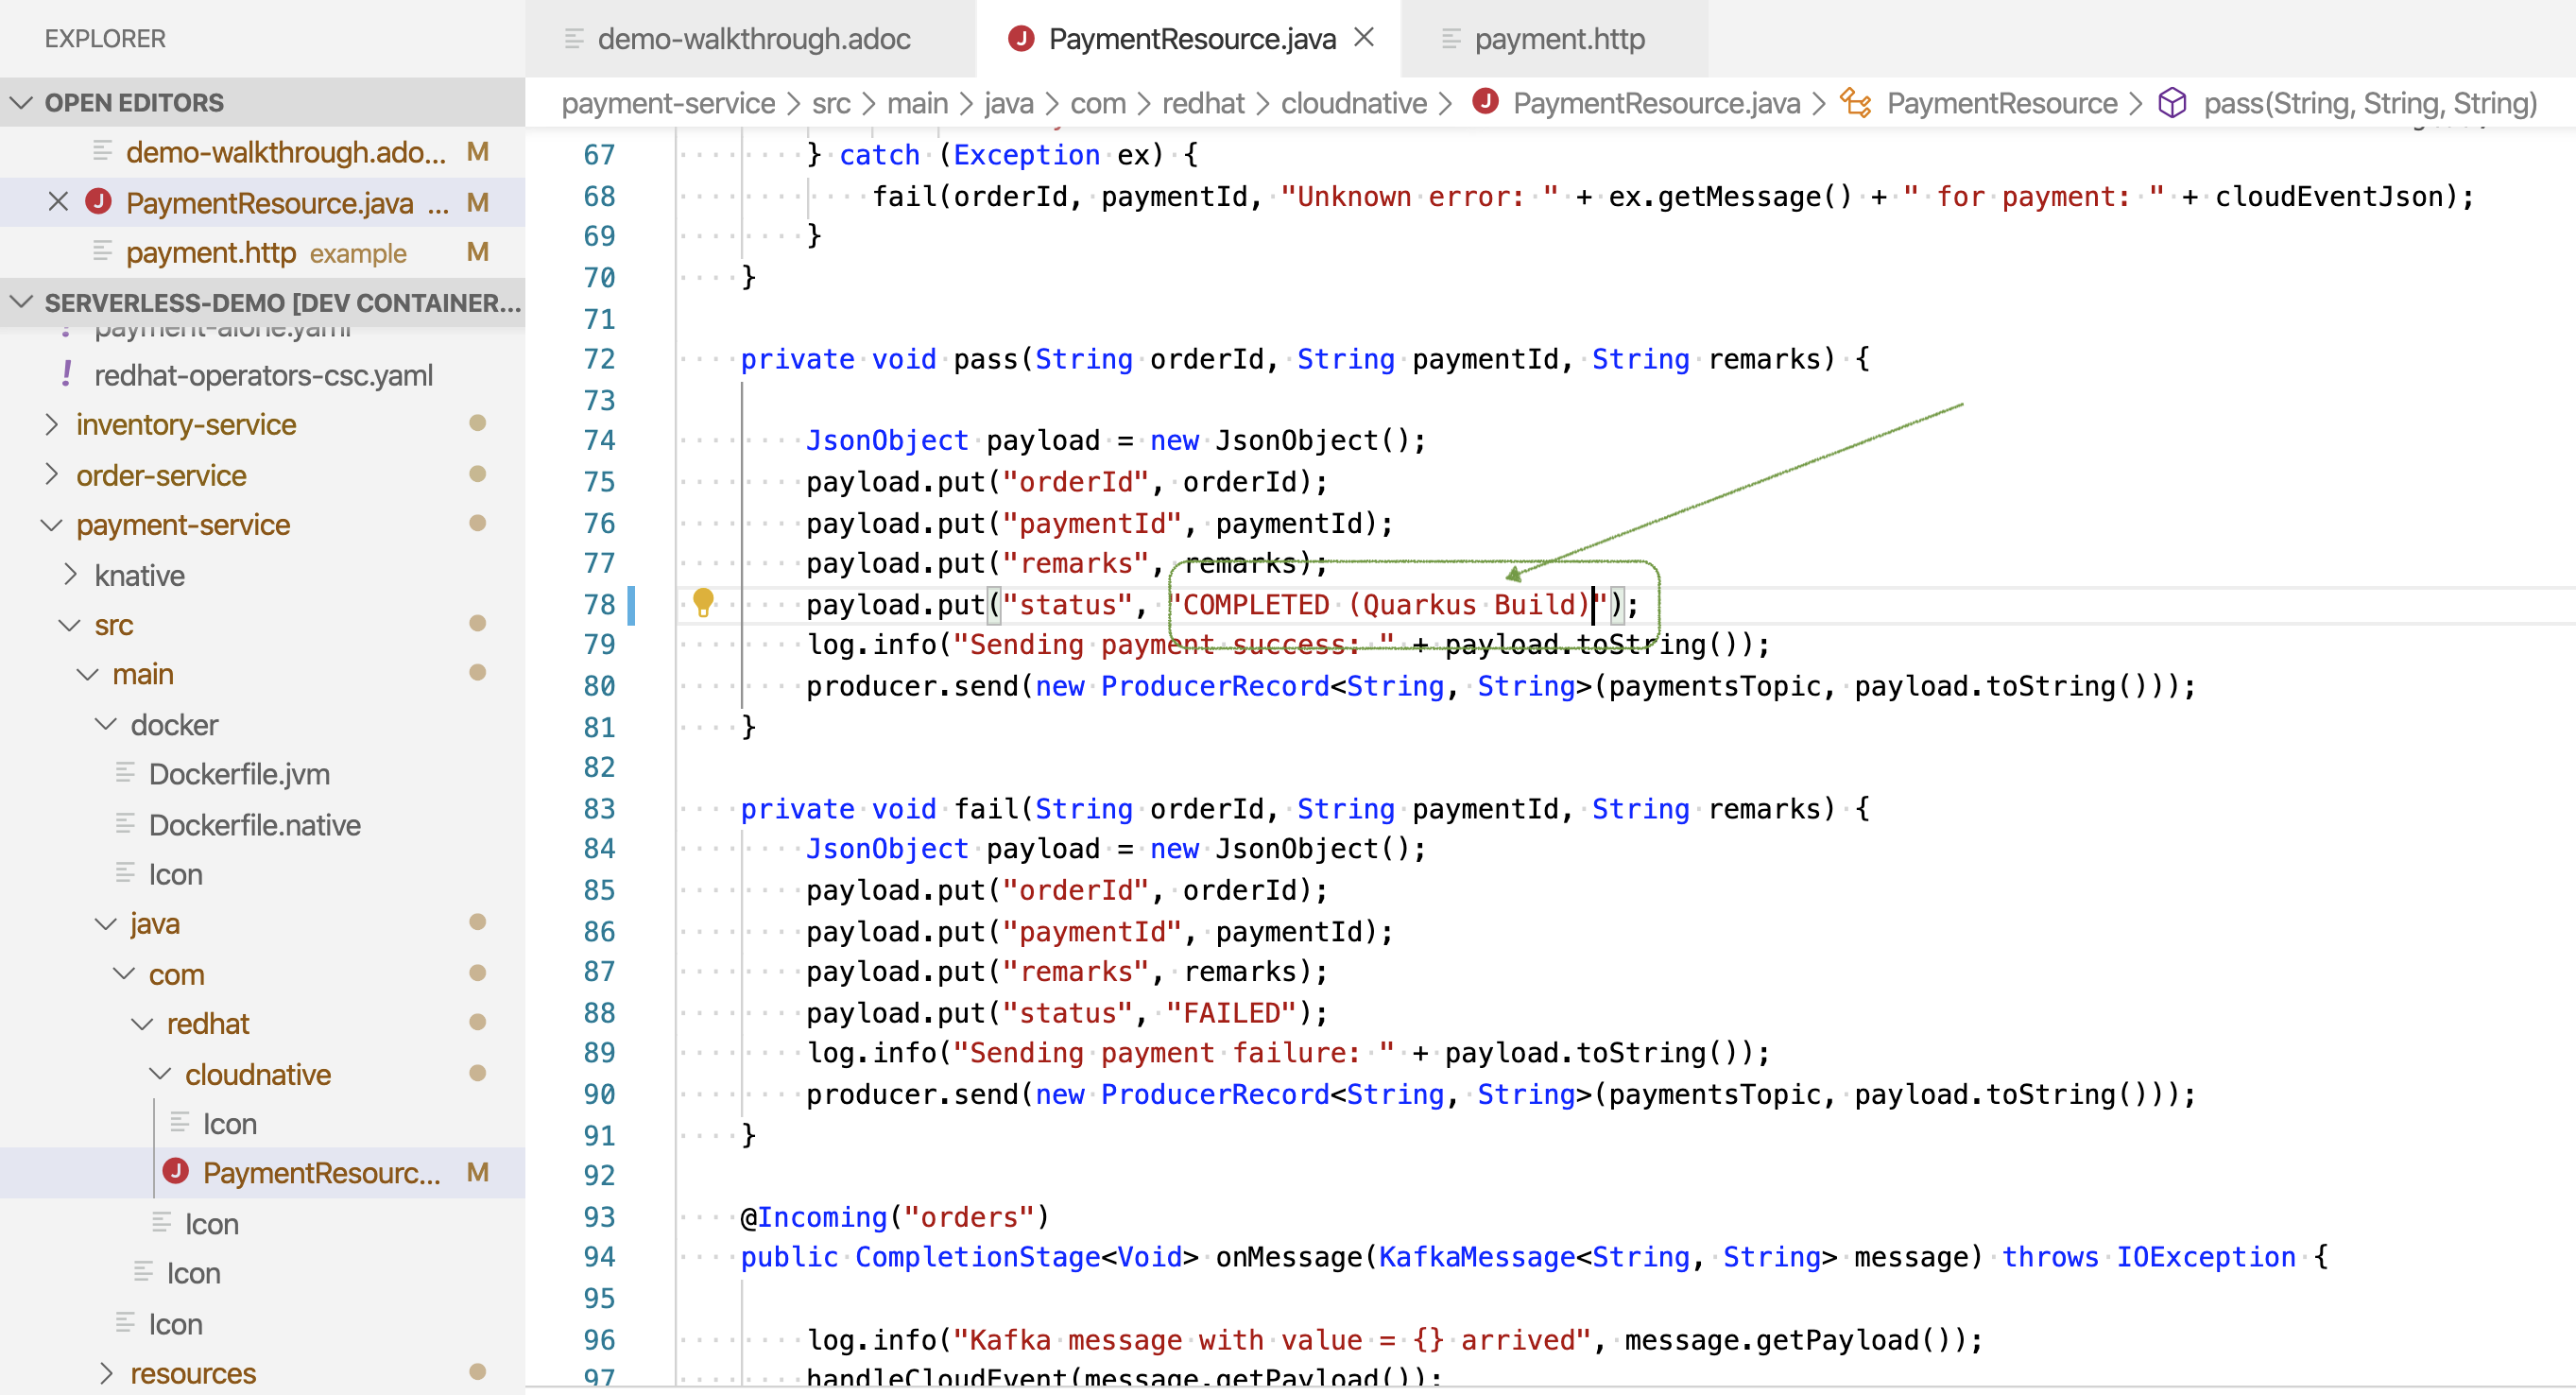 EXPLORER
demo-walkthrough.adoc
PaymentResource.java
payment.http
OPEN EDITORS
payment-service > src > main > java > com > redhat > cloudnative > PaymentResource.java > PaymentResource > pass(String, String, String)
demo-walkthrough.ado... M
PaymentResource.java ... M
payment.http example M
SERVERLESS-DEMO [DEV CONTAINER...
payment-alone.yaml
redhat-operators-csc.yaml
inventory-service
order-service
payment-service
knative
src
main
docker
Dockerfile.jvm
Dockerfile.native
Icon
java
com
redhat
cloudnative
Icon
PaymentResourc... M
Icon
Icon
Icon
resources
67 } catch (Exception ex) {
68 fail(orderId, paymentId, "Unknown error: " + ex.getMessage() + " for payment: " + cloudEventJson);
69 }
70 }
71
72 private void pass(String orderId, String paymentId, String remarks) {
73
74 JsonObject payload = new JsonObject();
75 payload.put("orderId", orderId);
76 payload.put("paymentId", paymentId);
77 payload.put("remarks", remarks);
78 payload.put("status", "COMPLETED (Quarkus Build)");
79 log.info("Sending payment success: " + payload.toString());
80 producer.send(new ProducerRecord<String, String>(paymentsTopic, payload.toString()));
81 }
82
83 private void fail(String orderId, String paymentId, String remarks) {
84 JsonObject payload = new JsonObject();
85 payload.put("orderId", orderId);
86 payload.put("paymentId", paymentId);
87 payload.put("remarks", remarks);
88 payload.put("status", "FAILED");
89 log.info("Sending payment failure: " + payload.toString());
90 producer.send(new ProducerRecord<String, String>(paymentsTopic, payload.toString()));
91 }
92
93 @Incoming("orders")
94 public CompletionStage<Void> onMessage(KafkaMessage<String, String> message) throws IOException {
95
96 log.info("Kafka message with value = {} arrived", message.getPayload());
97 handleCloudEvent(message.getPayload());